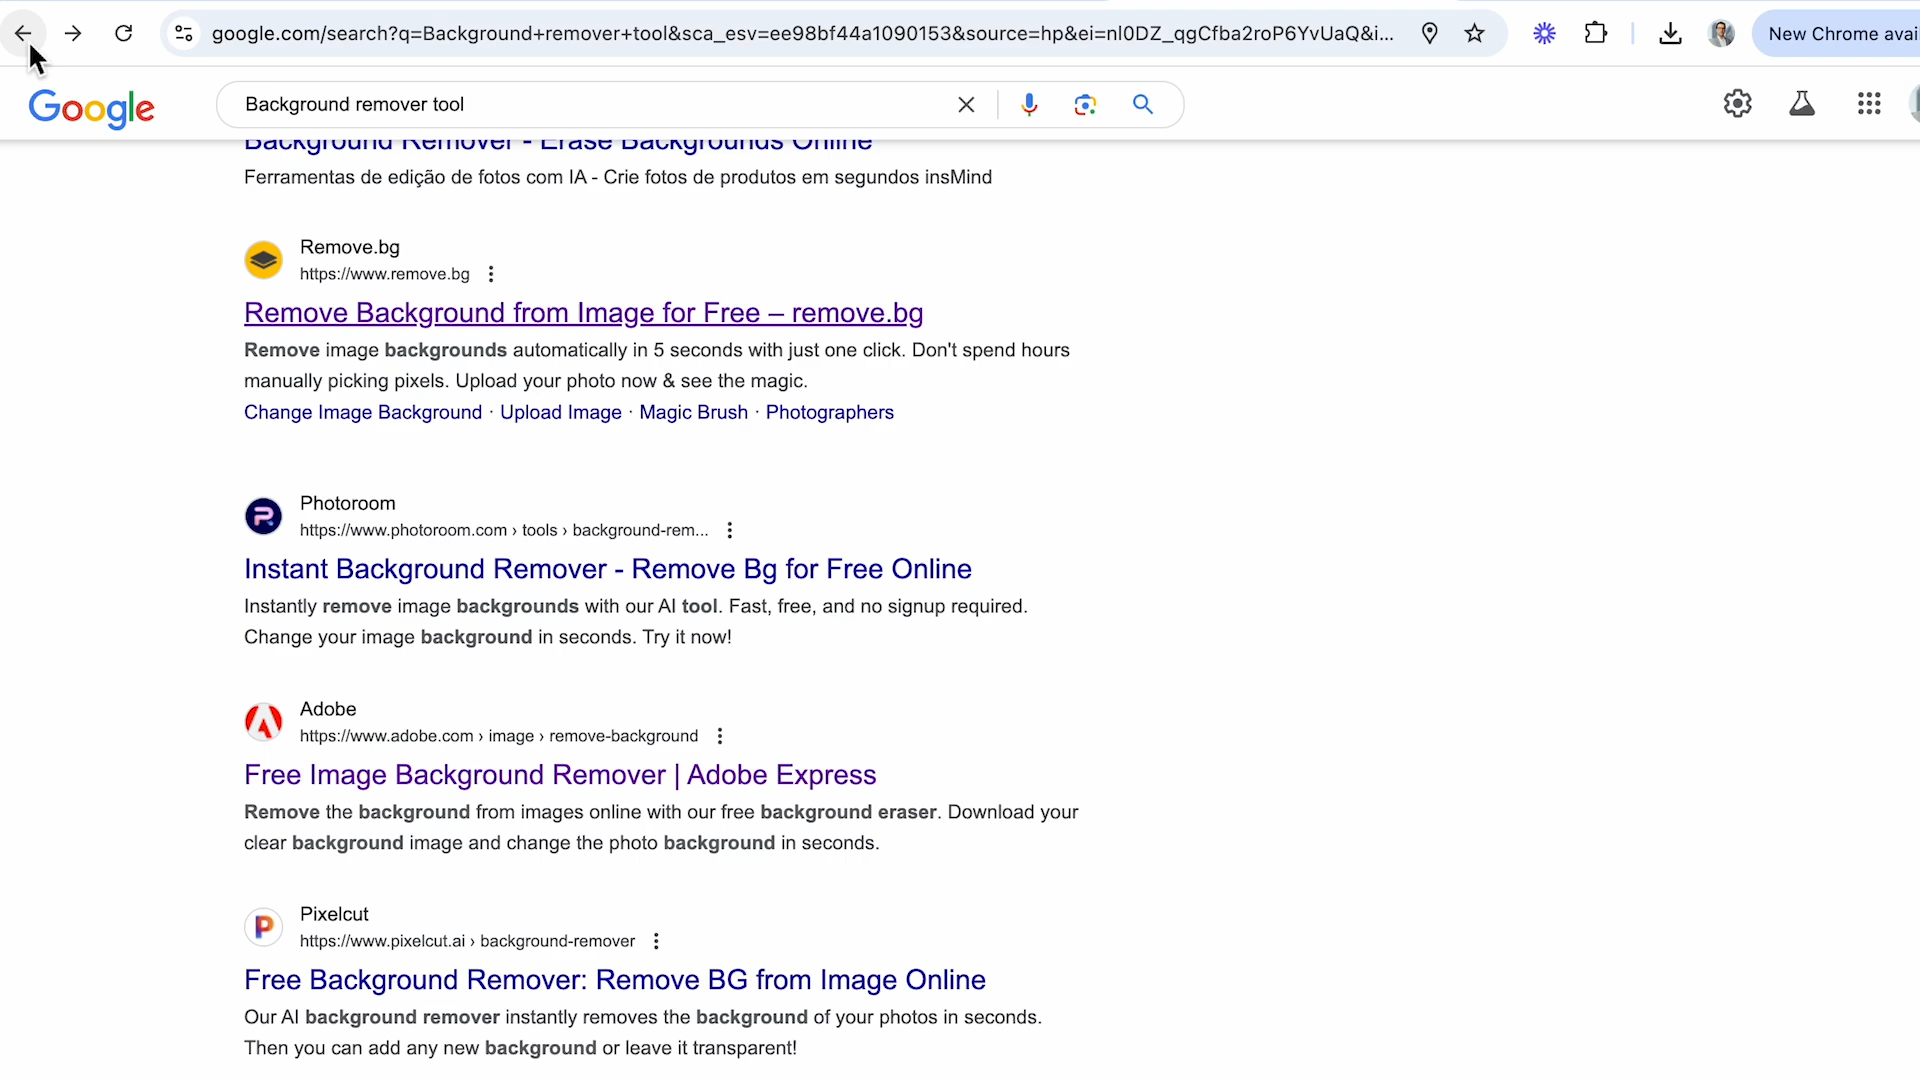 google.com/search?q=Background+remover+tool&sca_esv=ee98bf44a1090153&source=hp&ei=nI0DZ_qgCfba2roP6YvUaQ&i...
New Chrome avai
Google
Background remover tool
Background Remover - Erase Backgrounds Online
Ferramentas de edição de fotos com IA - Crie fotos de produtos em segundos insMind
Remove.bg
https://www.remove.bg
Remove Background from Image for Free – remove.bg
Remove image backgrounds automatically in 5 seconds with just one click. Don't spend hours
manually picking pixels. Upload your photo now & see the magic.
Change Image Background · Upload Image · Magic Brush · Photographers
Photoroom
https://www.photoroom.com › tools › background-rem...
Instant Background Remover - Remove Bg for Free Online
Instantly remove image backgrounds with our AI tool. Fast, free, and no signup required.
Change your image background in seconds. Try it now!
Adobe
https://www.adobe.com › image › remove-background
Free Image Background Remover | Adobe Express
Remove the background from images online with our free background eraser. Download your
clear background image and change the photo background in seconds.
Pixelcut
https://www.pixelcut.ai › background-remover
Free Background Remover: Remove BG from Image Online
Our AI background remover instantly removes the background of your photos in seconds.
Then you can add any new background or leave it transparent!